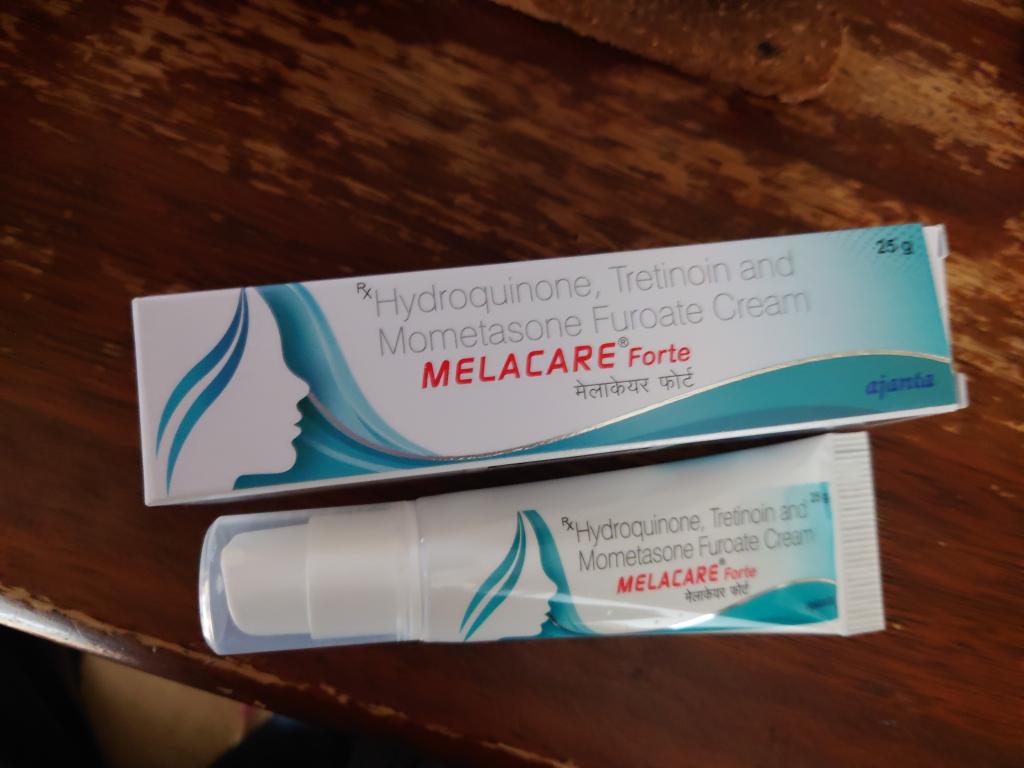 25 g
Rx Hydroquinone, Tretinoin and
Mometasone Furoate Cream
MELACARE® Forte
मेलाकेयर फोर्ट
ajanta
25 g
Rx Hydroquinone, Tretinoin and
Mometasone Furoate Cream
MELACARE® Forte
मेलाकेयर फोर्ट